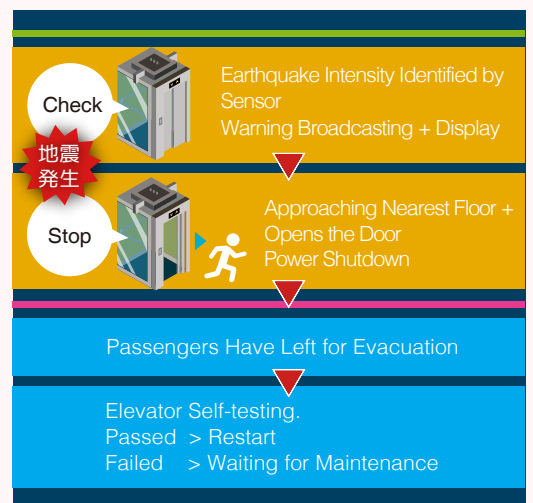 Check
Earthquake Intensity Identified by
Sensor
Warning Broadcasting + Display
地震
発生
Stop
Approaching Nearest Floor +
Opens the Door
Power Shutdown
Passengers Have Left for Evacuation
Elevator Self-testing.
Passed > Restart
Failed > Waiting for Maintenance